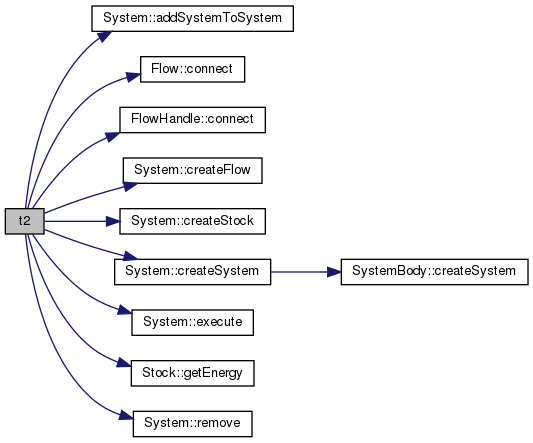 System::addSystemToSystem
Flow::connect
FlowHandle::connect
System::createFlow
t2
System::createStock
System::createSystem
SystemBody::createSystem
System::execute
Stock::getEnergy
System::remove